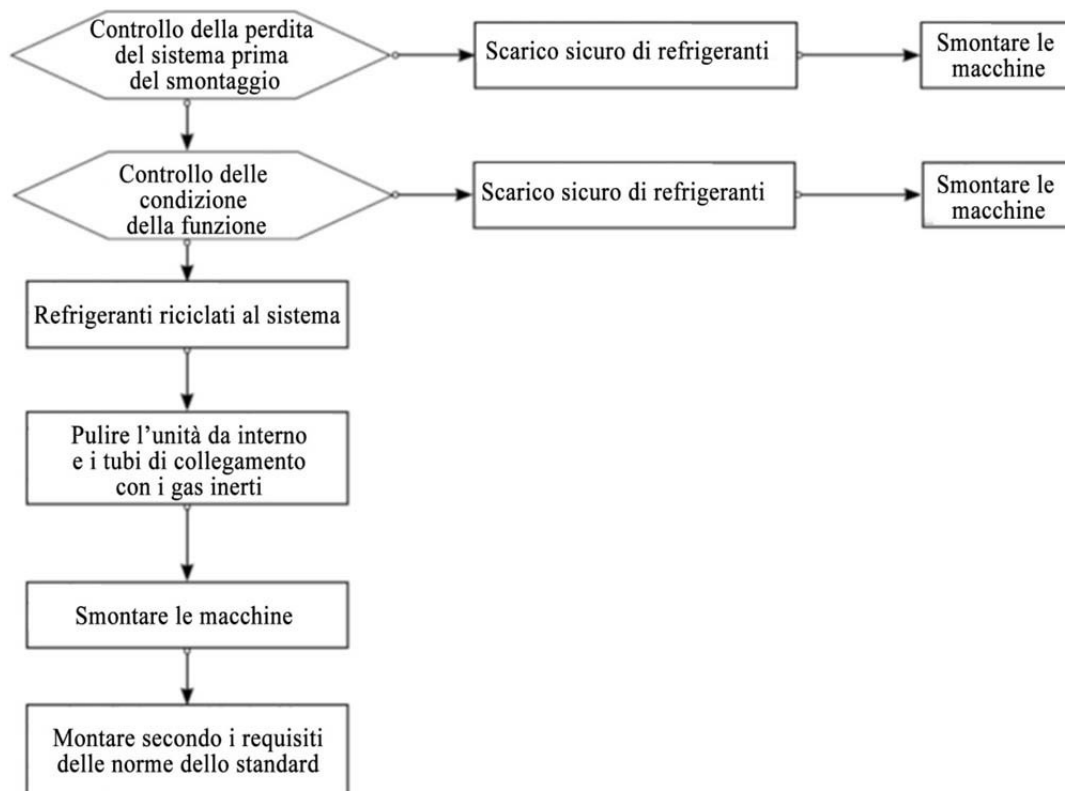 Controllo della perdita
del sistema prima
del smontaggio
Scarico sicuro di refrigeranti
Smontare le
macchine
Controllo delle
condizione
della funzione
Scarico sicuro di refrigeranti
Smontare le
macchine
Refrigeranti riciclati al sistema
Pulire l'unità da interno
e i tubi di collegamento
con i gas inerti
Smontare le macchine
Montare secondo i requisiti
delle norme dello standard